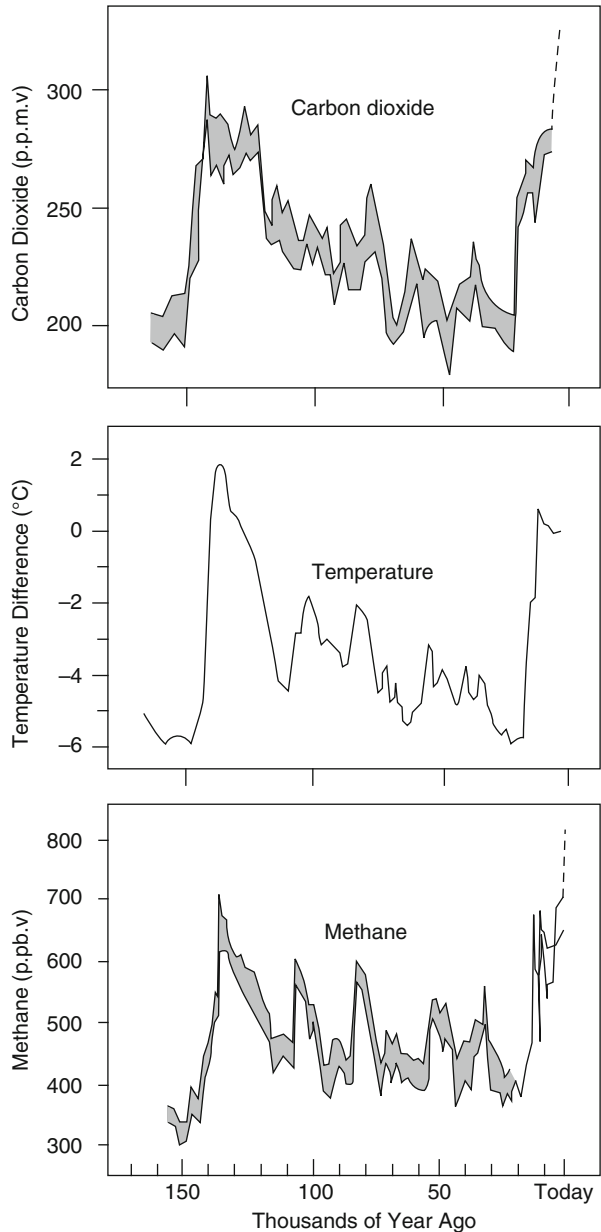 Carbon Dioxide (p.p.m.v)
300
250
200
Carbon dioxide
Temperature Difference (°C)
2
0
−2
−4
−6
Temperature
Methane (p.pb.v)
800
700
600
500
400
300
Methane
150 100 50 Today
Thousands of Year Ago